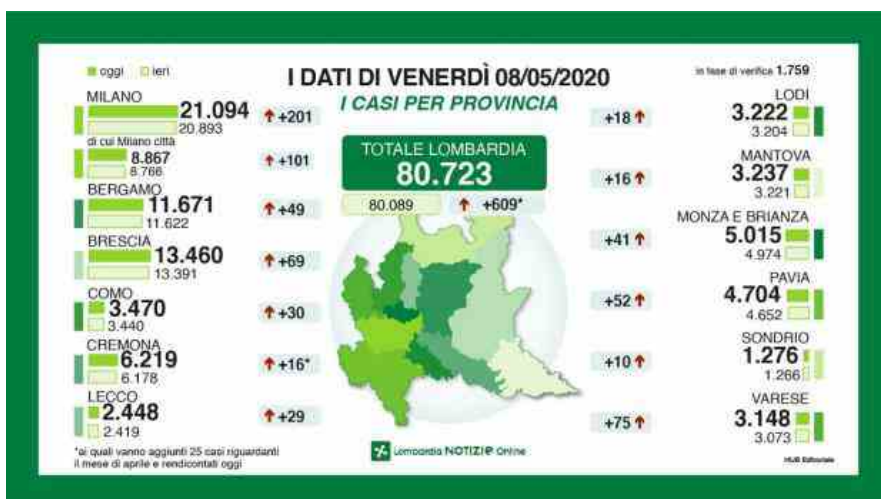 oggi ieri
I DATI DI VENERDÌ 08/05/2020
I CASI PER PROVINCIA
in fase di verifica 1.759
MILANO
21.094
20.893
+201
di cui Milano città
8.867
8.766
+101
BERGAMO
11.671
11.622
+49
BRESCIA
13.460
13.391
+69
COMO
3.470
3.440
+30
CREMONA
6.219
6.178
+16*
LECCO
2.448
2.419
+29
*ai quali vanno aggiunti 25 casi riguardanti
il mese di aprile e rendicontati oggi
TOTALE LOMBARDIA
80.723
80.089
+609*
Lombardia NOTIZIE Online
LODI
+18
3.222
3.204
MANTOVA
+16
3.237
3.221
MONZA E BRIANZA
+41
5.015
4.974
PAVIA
+52
4.704
4.652
SONDRIO
+10
1.276
1.266
VARESE
+75
3.148
3.073
HUB Editoriale